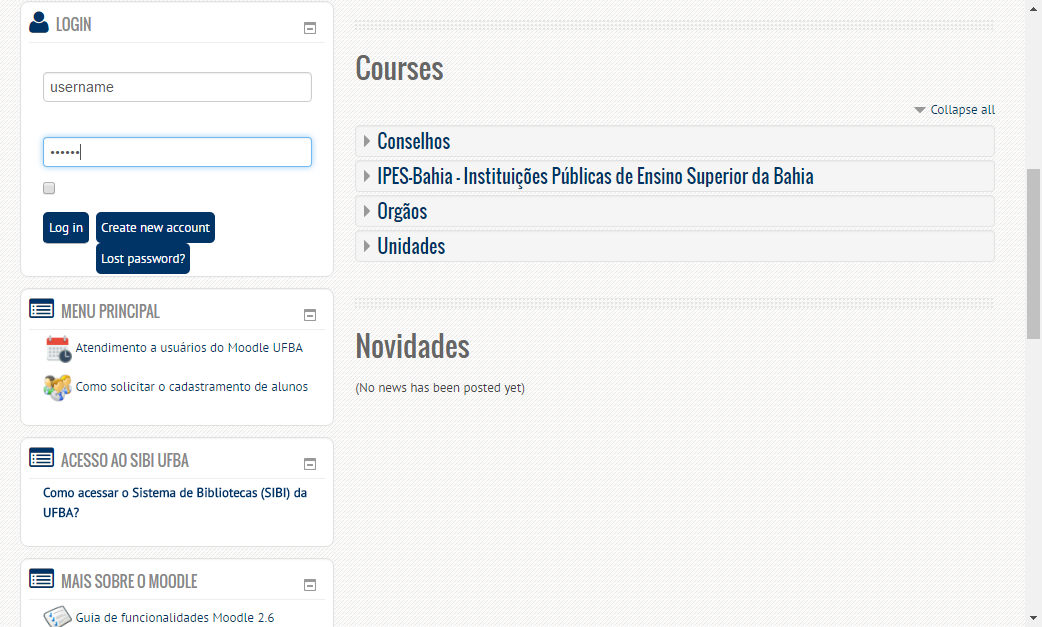 LOGIN
username
••••••
Log in
Create new account
Lost password?
MENU PRINCIPAL
Atendimento a usuários do Moodle UFBA
Como solicitar o cadastramento de alunos
ACESSO AO SIBI UFBA
Como acessar o Sistema de Bibliotecas (SIBI) da
UFBA?
MAIS SOBRE O MOODLE
Guia de funcionalidades Moodle 2.6
Courses
Collapse all
Conselhos
IPES-Bahia - Instituições Públicas de Ensino Superior da Bahia
Orgãos
Unidades
Novidades
(No news has been posted yet)